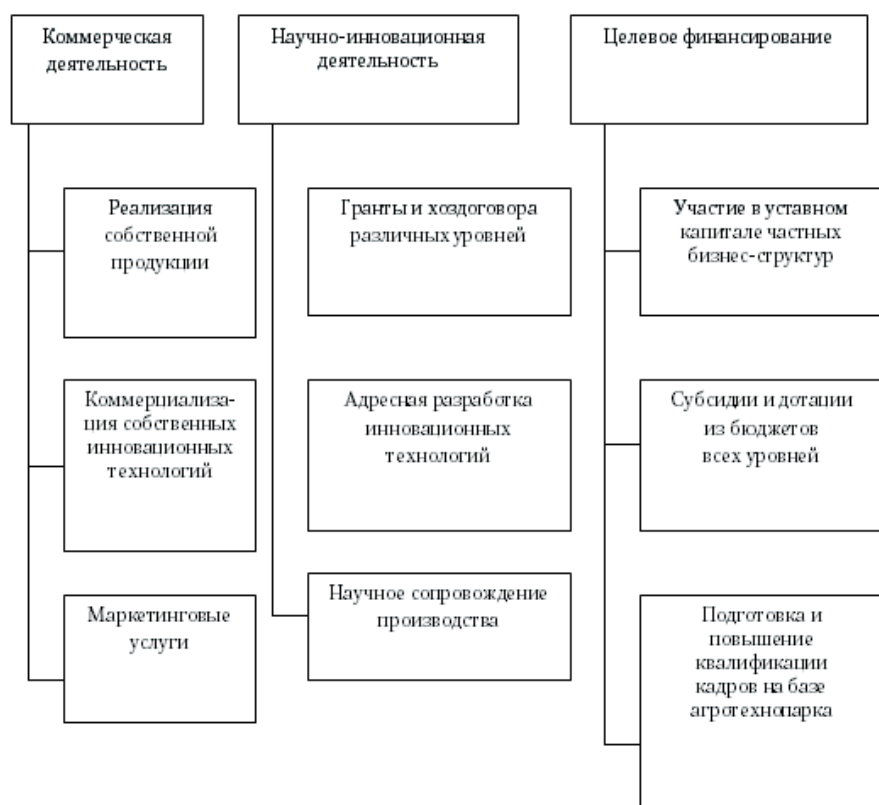 Коммерческая
деятельность
Научно-инновационная
деятельность
Целевое финансирование
Реализация
собственной
продукции
Гранты и хоздоговора
различных уровней
Участие в уставном
капитале частных
бизнес-структур
Коммерциализа-
ция собственных
инновационных
технологий
Адресная разработка
инновационных
технологий
Субсидии и дотации
из бюджетов
всех уровней
Маркетинговые
услуги
Научное сопровождение
производства
Подготовка и
повышение
квалификации
кадров на базе
агротехнопарка